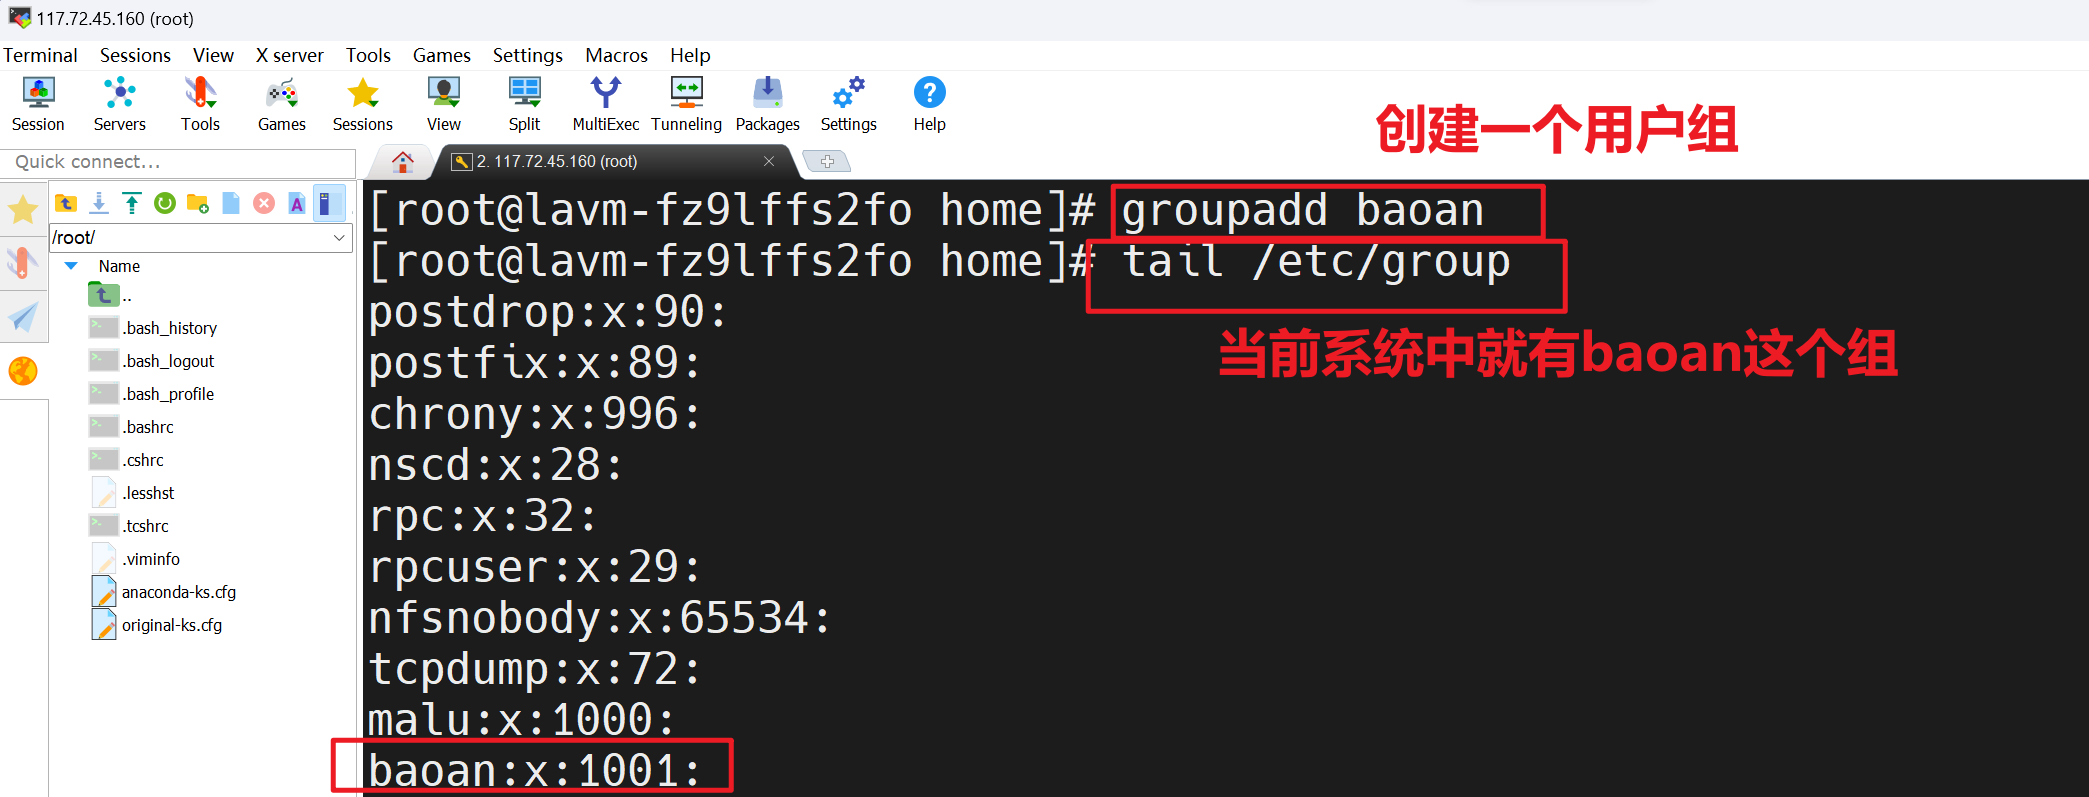 117.72.45.160 (root)
Terminal Sessions View X server Tools Games Settings Macros Help
Session Servers Tools Games Sessions View Split MultiExec Tunneling Packages Settings Help
创建一个用户组
Quick connect...
2. 117.72.45.160 (root)
/root/
Name
..
.bash_history
.bash_logout
.bash_profile
.bashrc
.cshrc
.lesshst
.tcshrc
.viminfo
anaconda-ks.cfg
original-ks.cfg
[root@lavm-fz9lffs2fo home]# groupadd baoan
[root@lavm-fz9lffs2fo home]# tail /etc/group
当前系统中就有baoan这个组
postdrop:x:90:
postfix:x:89:
chrony:x:996:
nscd:x:28:
rpc:x:32:
rpcuser:x:29:
nfsnobody:x:65534:
tcpdump:x:72:
malu:x:1000:
baoan:x:1001: